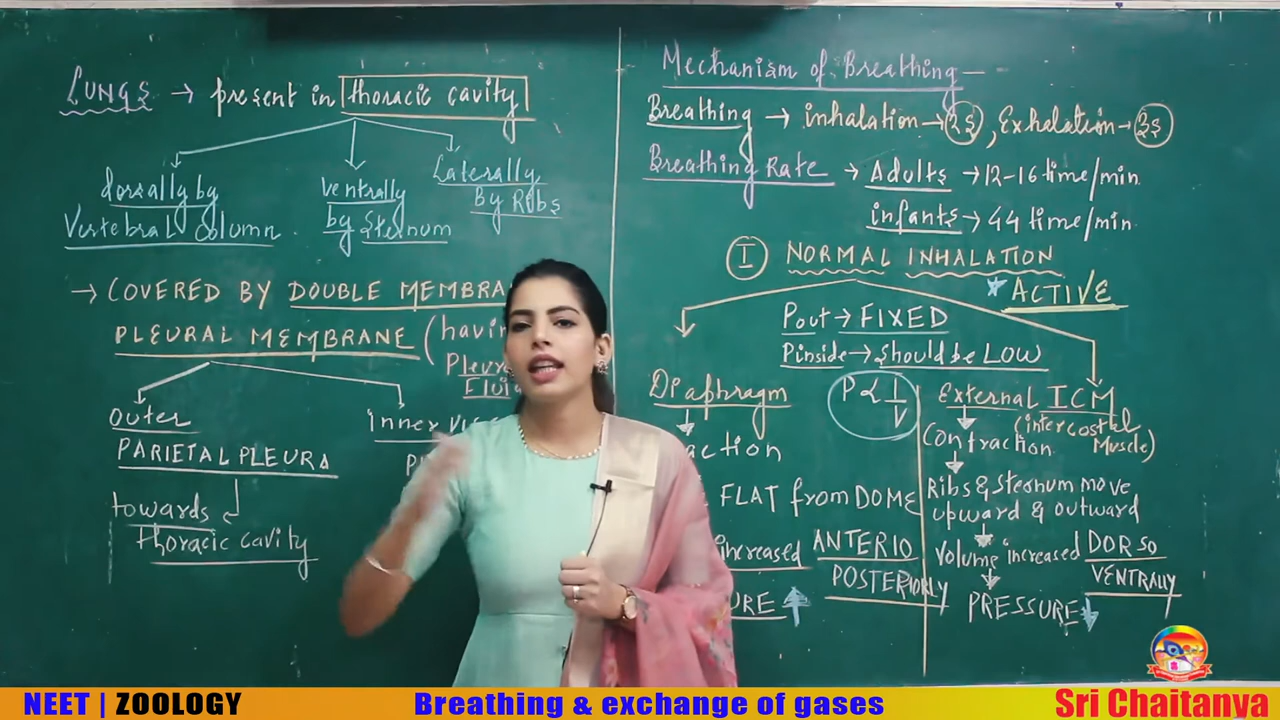 LUNGS → present in thoracic cavity
dorsally by
Vertebral Column
ventrally
by Sternum
Laterally
By Ribs
→ COVERED BY DOUBLE
PLEURAL MEMBRANE (
Outer
PARIETAL PLEURA
towards
thoracic cavity
inner
Mechanism of Breathing —
Breathing → inhalation → 2s, Exhalation → 3s
Breathing Rate → Adults → 12-16 time/min.
infants → 44 time/min.
I NORMAL INHALATION
* ACTIVE
Pout → FIXED
Pinside → Should be LOW
P ∝ 1/V
Diaphragm
FLAT from DOME
increased ANTERIO
POSTERIORLY
↑
External ICM
(intercostal
Muscle)
Contraction
Ribs & Sternum move
upward & outward
Volume increased DORSO
VENTRALLY
PRESSURE ↓
NEET | ZOOLOGY
Breathing & exchange of gases
Sri Chaitanya